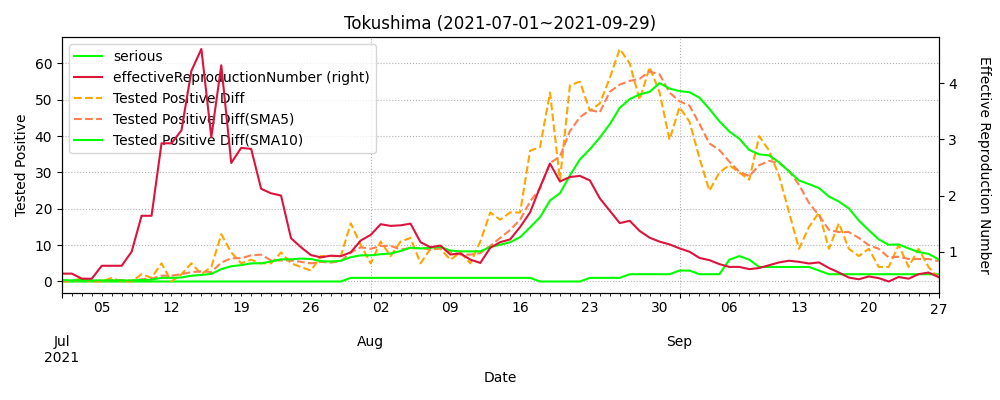 Tokushima (2021-07-01~2021-09-29)
serious
effectiveReproductionNumber (right)
Tested Positive Diff
Tested Positive Diff(SMA5)
Tested Positive Diff(SMA10)
Tested Positive
60
50
40
30
20
10
0
4
3
2
1
Effective Reproduction Number
05 12 19 26 02 09 16 23 30 06 13 20 27
Jul Aug Sep
2021
Date